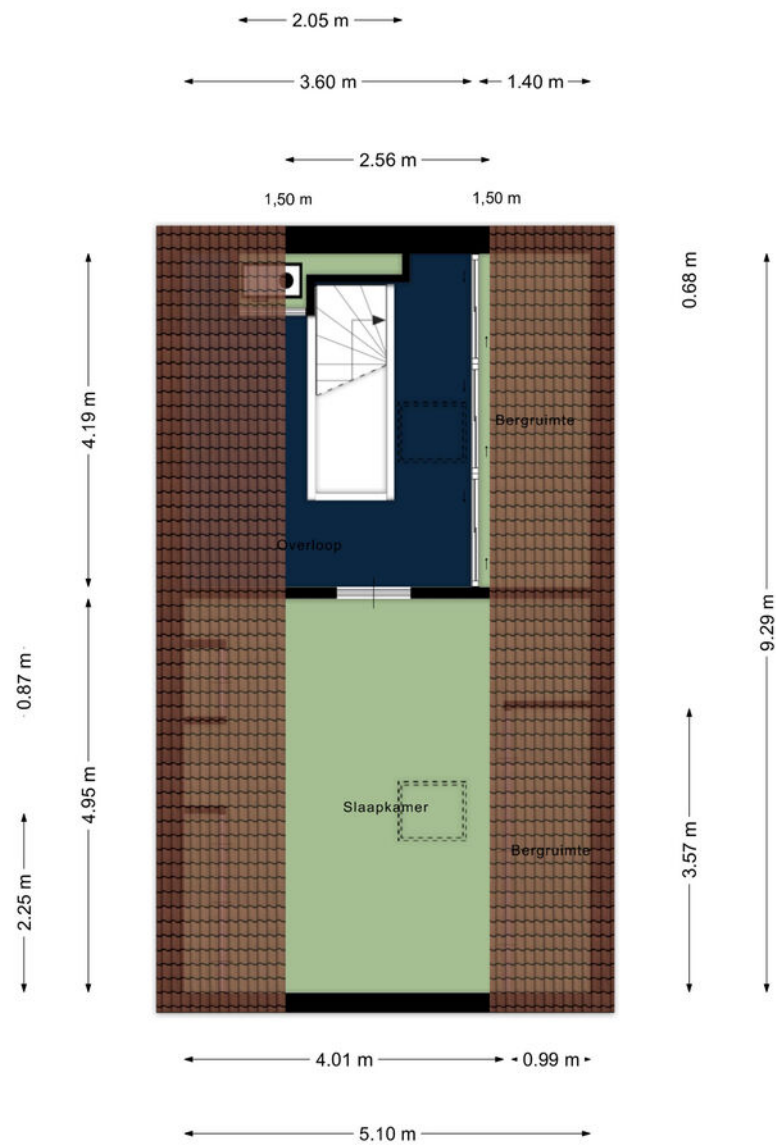 2.05 m
3.60 m
1.40 m
2.56 m
1,50 m
1,50 m
0.68 m
4.19 m
Bergruimte
Overloop
9.29 m
0.87 m
4.95 m
Slaapkamer
3.57 m
Bergruimte
2.25 m
4.01 m
0.99 m
5.10 m